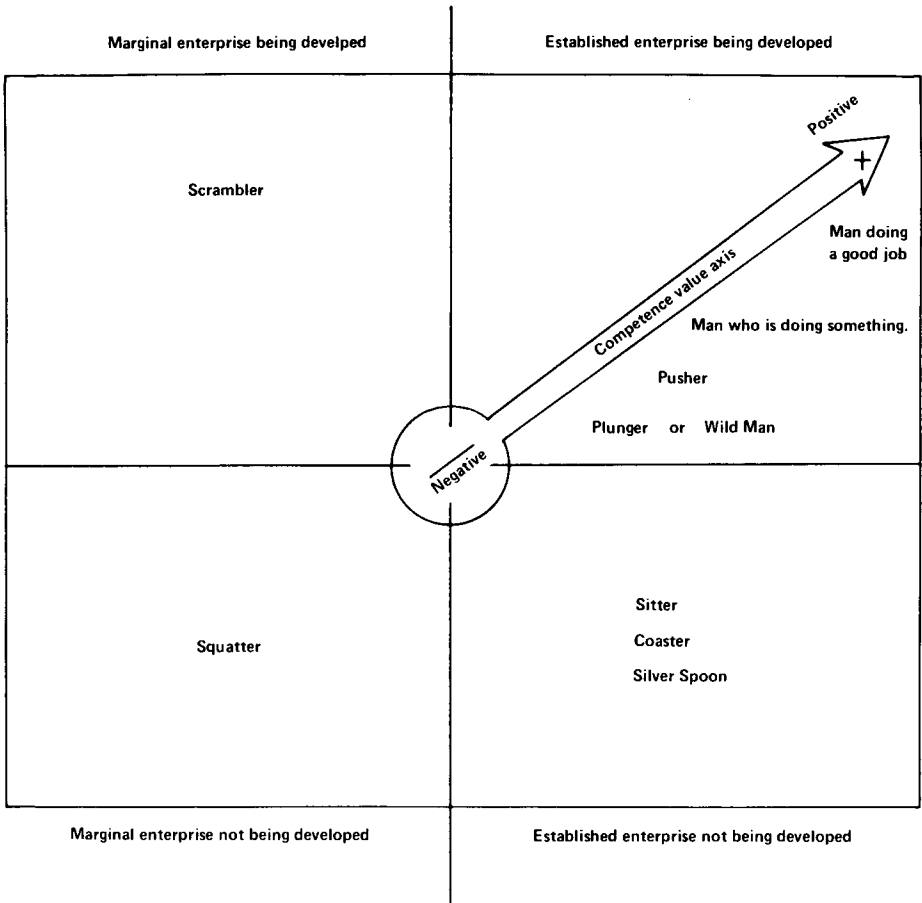 Marginal enterprise being develped
Established enterprise being developed
Positive
+
Scrambler
Man doing
a good job
Competence value axis
Man who is doing something.
Pusher
Plunger or Wild Man
Negative
Sitter
Squatter
Coaster
Silver Spoon
Marginal enterprise not being developed
Established enterprise not being developed